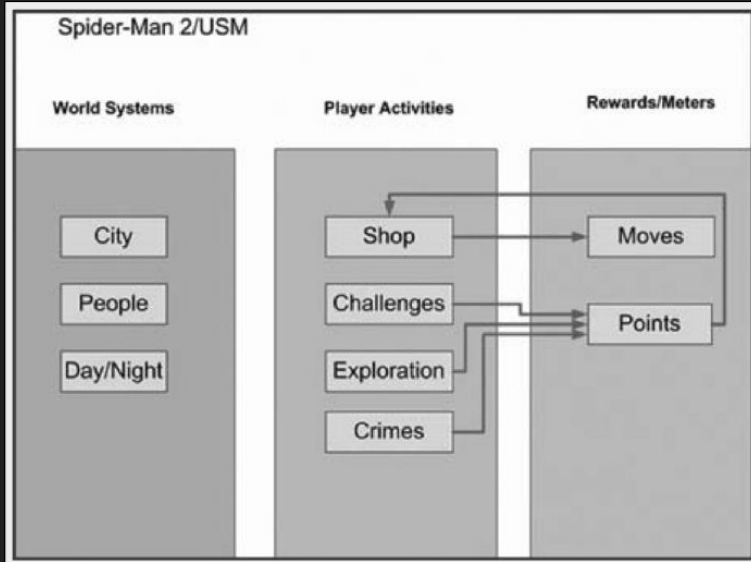 Spider-Man 2/USM
World Systems
Player Activities
Rewards/Meters
City
Shop
Moves
People
Challenges
Points
Day/Night
Exploration
Crimes